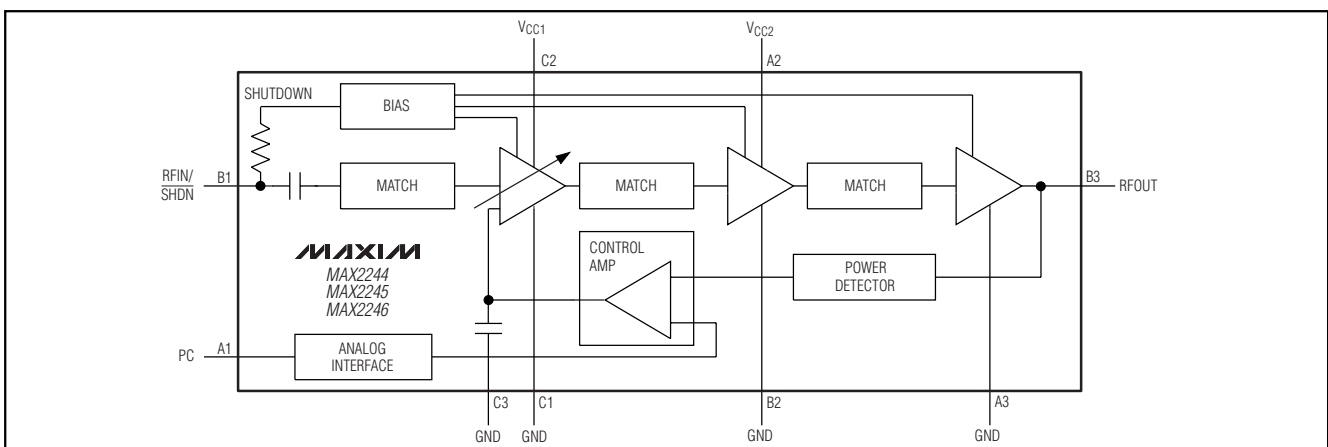 VCC1
VCC2
C2
A2
SHUTDOWN
BIAS
RFIN/
SHDN
B1
MATCH
MATCH
MATCH
B3
RFOUT
MAXIM
MAX2244
MAX2245
MAX2246
CONTROL
AMP
POWER
DETECTOR
PC
A1
ANALOG
INTERFACE
C3
C1
B2
A3
GND
GND
GND
GND